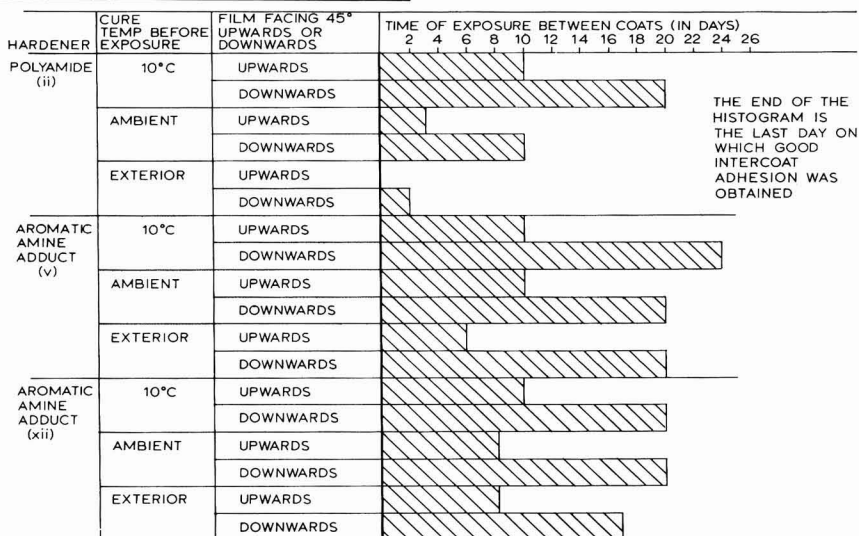 HARDENER
CURE
TEMP BEFORE
EXPOSURE
FILM FACING 45°
UPWARDS OR
DOWNWARDS
TIME OF EXPOSURE BETWEEN COATS (IN DAYS)
2 4 6 8 10 12 14 16 18 20 22 24 26
POLYAMIDE
(ii)
10°C
UPWARDS
DOWNWARDS
AMBIENT
UPWARDS
DOWNWARDS
EXTERIOR
UPWARDS
DOWNWARDS
THE END OF THE
HISTOGRAM IS
THE LAST DAY ON
WHICH GOOD
INTERCOAT
ADHESION WAS
OBTAINED
AROMATIC
AMINE
ADDUCT
(v)
10°C
UPWARDS
DOWNWARDS
AMBIENT
UPWARDS
DOWNWARDS
EXTERIOR
UPWARDS
DOWNWARDS
AROMATIC
AMINE
ADDUCT
(xii)
10°C
UPWARDS
DOWNWARDS
AMBIENT
UPWARDS
DOWNWARDS
EXTERIOR
UPWARDS
DOWNWARDS